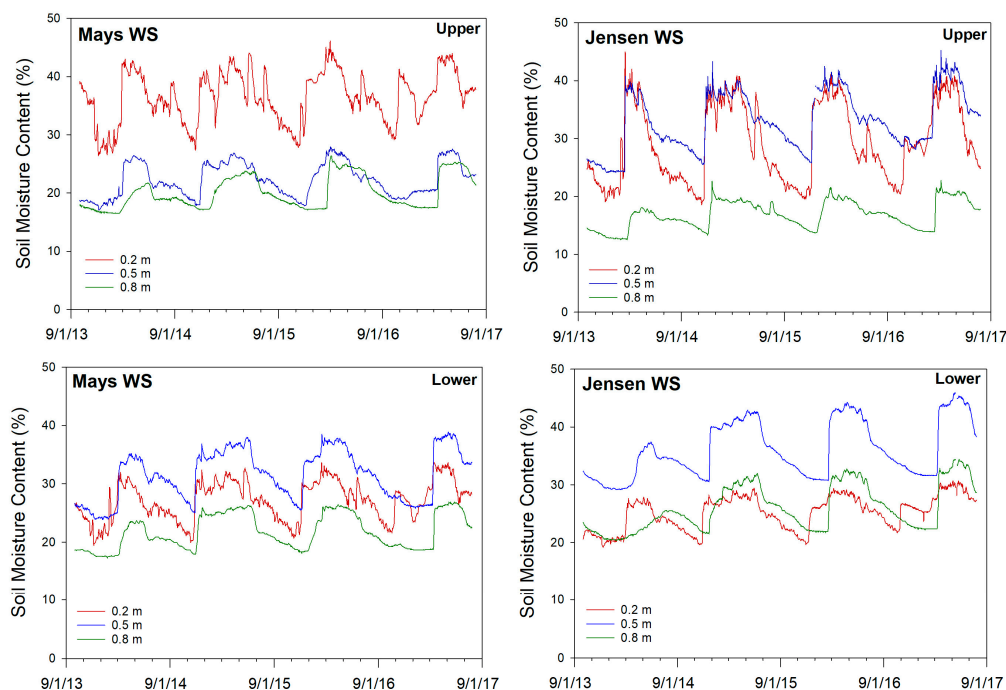 Mays WS
Upper
Soil Moisture Content (%)
50
40
30
20
10
0
0.2 m
0.5 m
0.8 m
9/1/13
9/1/14
9/1/15
9/1/16
9/1/17
Jensen WS
Upper
Soil Moisture Content (%)
50
40
30
20
10
0
0.2 m
0.5 m
0.8 m
9/1/13
9/1/14
9/1/15
9/1/16
9/1/17
Mays WS
Lower
Soil Moisture Content (%)
50
40
30
20
10
0
0.2 m
0.5 m
0.8 m
9/1/13
9/1/14
9/1/15
9/1/16
9/1/17
Jensen WS
Lower
Soil Moisture Content (%)
50
40
30
20
10
0
0.2 m
0.5 m
0.8 m
9/1/13
9/1/14
9/1/15
9/1/16
9/1/17